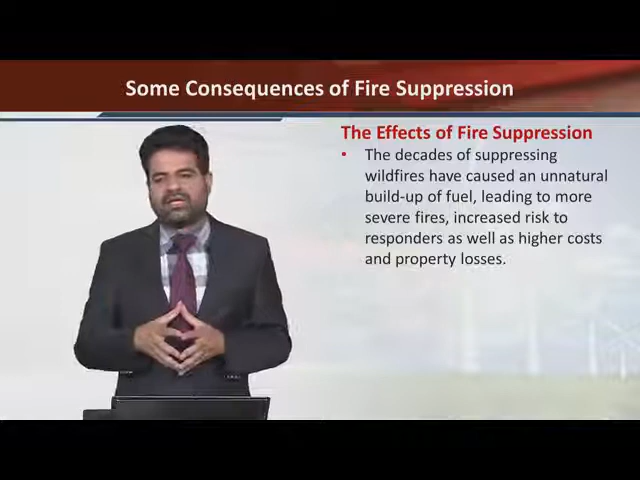 Some Consequences of Fire Suppression
The Effects of Fire Suppression
• The decades of suppressing
wildfires have caused an unnatural
build-up of fuel, leading to more
severe fires, increased risk to
responders as well as higher costs
and property losses.